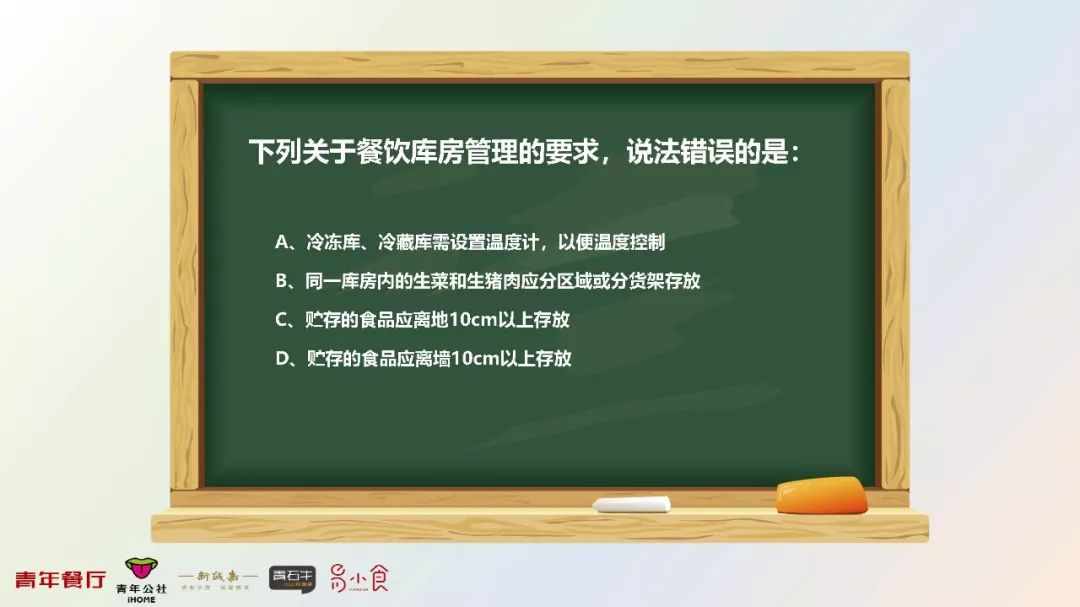 下列关于餐饮库房管理的要求，说法错误的是：
A、冷冻库、冷藏库需设置温度计，以便温度控制
B、同一库房内的生菜和生猪肉应分区域或分货架存放
C、贮存的食品应离地10cm以上存放
D、贮存的食品应离墙10cm以上存放
青年餐厅
青年公社
iHOME
新诚嘉
青石牛
易小食